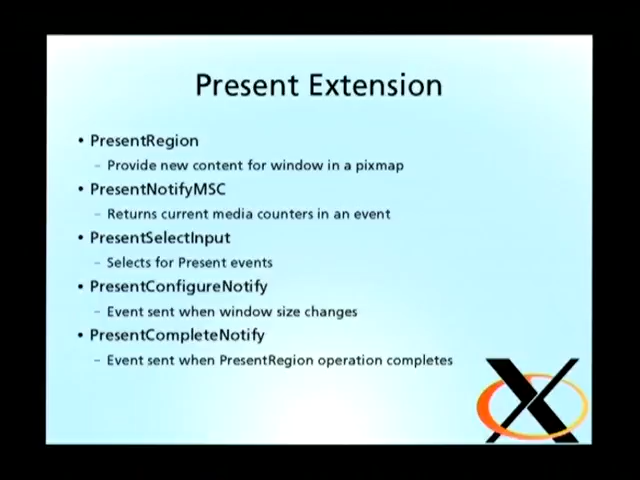 Present Extension
• PresentRegion
– Provide new content for window in a pixmap
• PresentNotifyMSC
– Returns current media counters in an event
• PresentSelectInput
– Selects for Present events
• PresentConfigureNotify
– Event sent when window size changes
• PresentCompleteNotify
– Event sent when PresentRegion operation completes
X